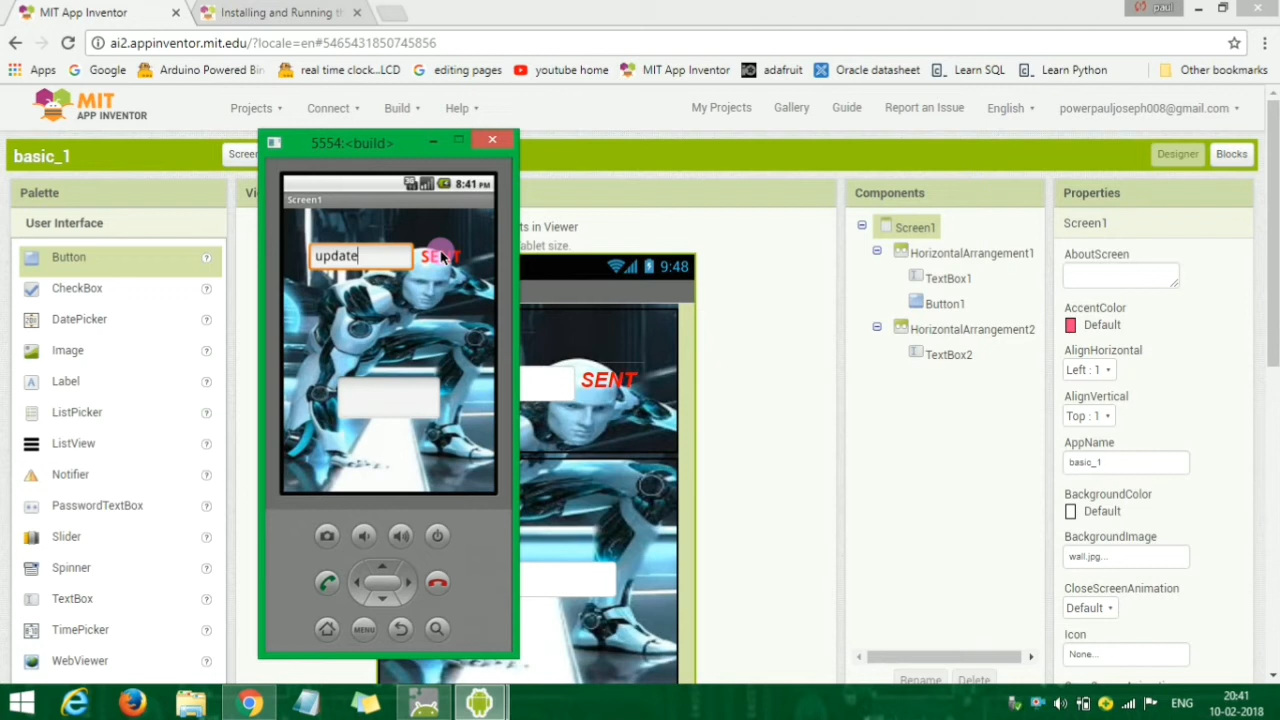 MIT App Inventor
Installing and Running th
paul
ai2.appinventor.mit.edu/?locale=en#5465431850745856
Apps
Google
Arduino Powered Bin
real time clock...LCD
editing pages
youtube home
MIT App Inventor
adafruit
Oracle datasheet
Learn SQL
Learn Python
Other bookmarks
MIT
APP INVENTOR
Projects
Connect
Build
Help
My Projects
Gallery
Guide
Report an Issue
English
powerpauljoseph008@gmail.com
basic_1
Screen
Designer
Blocks
Palette
User Interface
Button
CheckBox
DatePicker
Image
Label
ListPicker
ListView
Notifier
PasswordTextBox
Slider
Spinner
TextBox
TimePicker
WebViewer
5554:<build>
8:41 PM
Screen1
update
SENT
MENU
ts in Viewer
ablet size.
9:48
SENT
Components
Screen1
HorizontalArrangement1
TextBox1
Button1
HorizontalArrangement2
TextBox2
Rename
Delete
Properties
Screen1
AboutScreen
AccentColor
Default
AlignHorizontal
Left : 1
AlignVertical
Top : 1
AppName
basic_1
BackgroundColor
Default
BackgroundImage
wall.jpg...
CloseScreenAnimation
Default
Icon
None...
ENG
20:41
10-02-2018